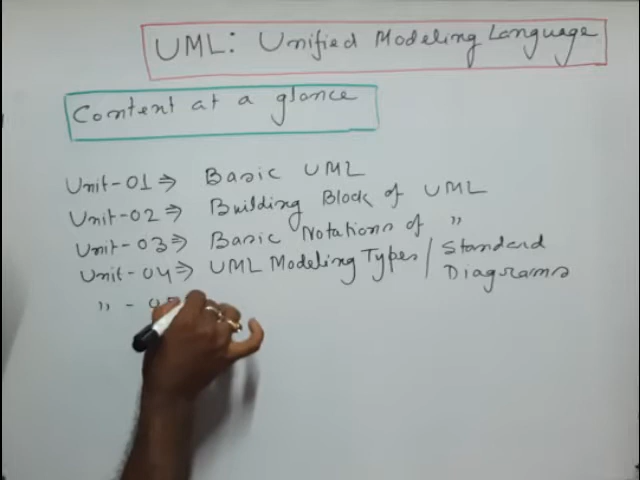 UML: Unified Modeling Language
Content at a glance
Unit-01 ⇒ Basic UML
Unit-02 ⇒ Building Block of UML
Unit-03 ⇒ Basic Notations of "
Unit-04 ⇒ UML Modeling Types / Standard Diagrams
" - 05